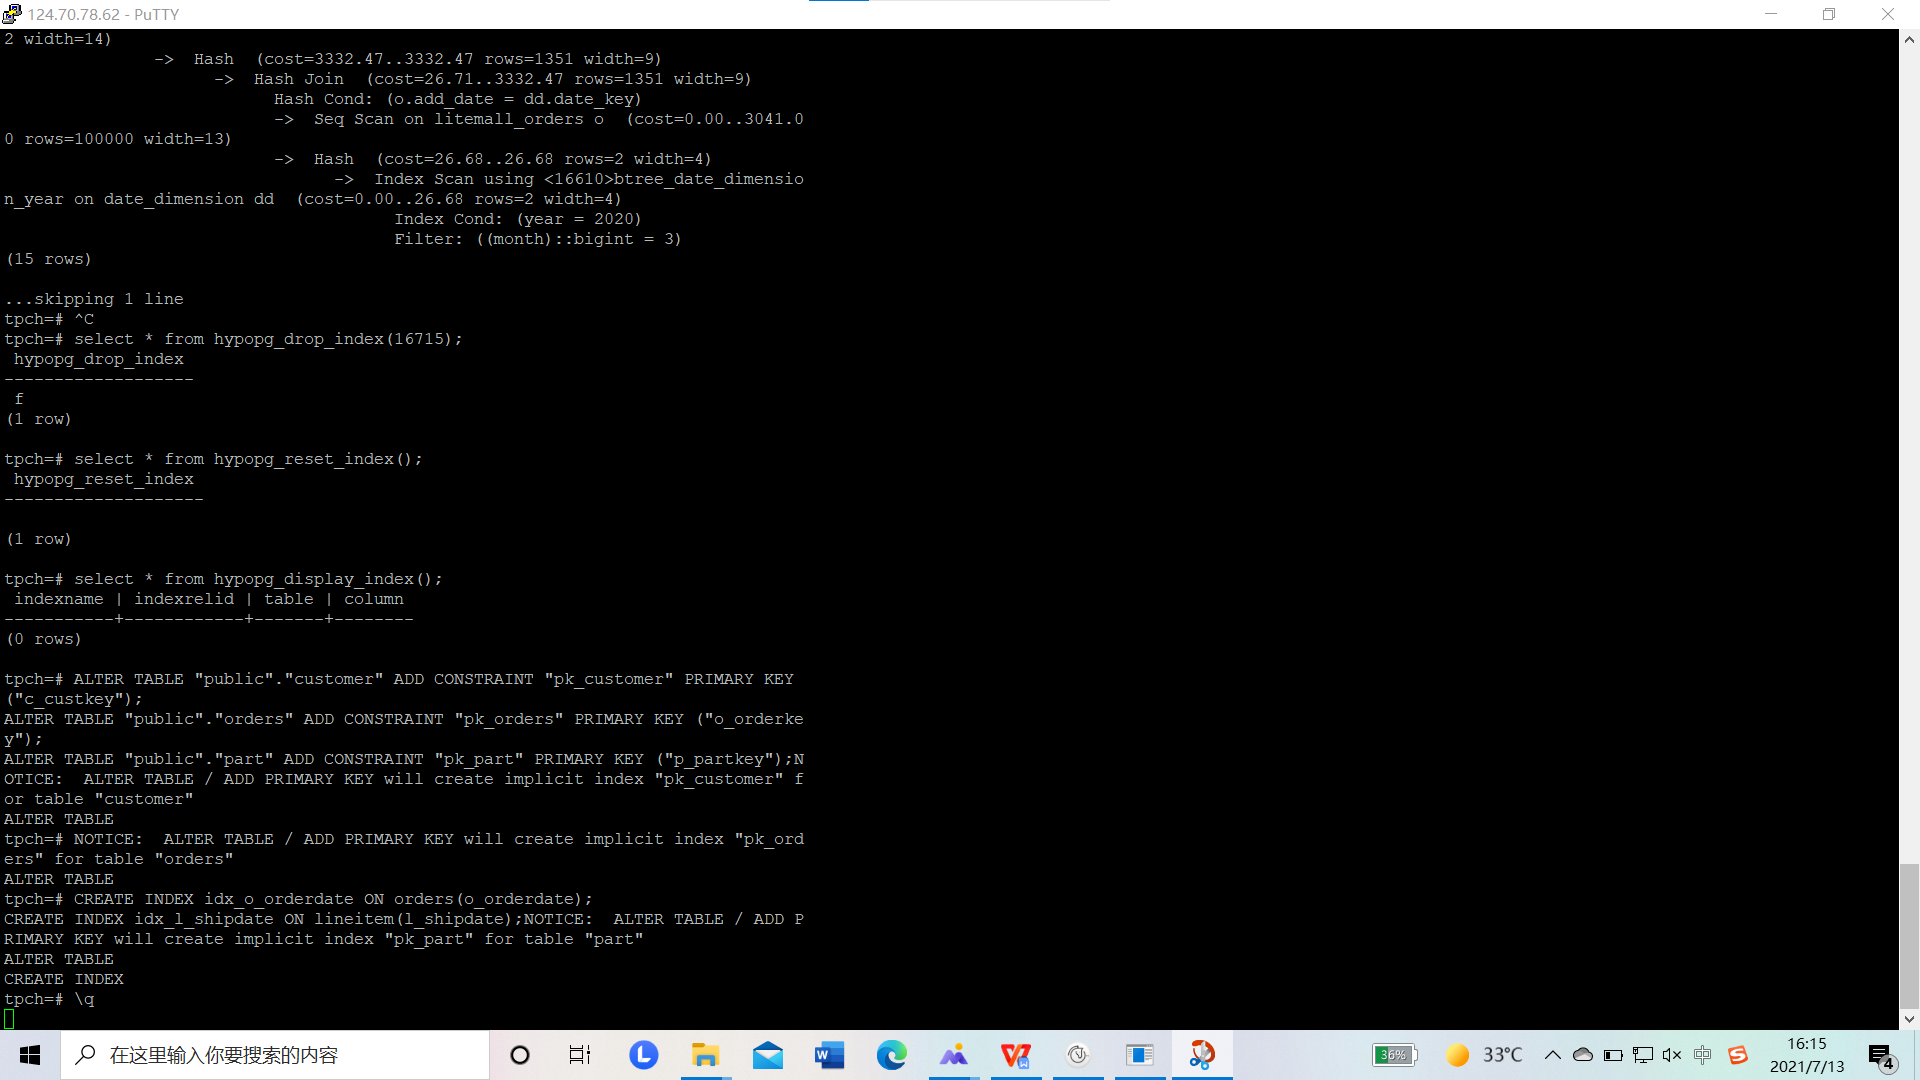 124.70.78.62 - PuTTY
2 width=14)
               ->  Hash  (cost=3332.47..3332.47 rows=1351 width=9)
                     ->  Hash Join  (cost=26.71..3332.47 rows=1351 width=9)
                           Hash Cond: (o.add_date = dd.date_key)
                           ->  Seq Scan on litemall_orders o  (cost=0.00..3041.0
0 rows=100000 width=13)
                           ->  Hash  (cost=26.68..26.68 rows=2 width=4)
                                 ->  Index Scan using <16610>btree_date_dimensio
n_year on date_dimension dd  (cost=0.00..26.68 rows=2 width=4)
                                       Index Cond: (year = 2020)
                                       Filter: ((month)::bigint = 3)
(15 rows)
...skipping 1 line
tpch=# ^C
tpch=# select * from hypopg_drop_index(16715);
 hypopg_drop_index
-------------------
 f
(1 row)
tpch=# select * from hypopg_reset_index();
 hypopg_reset_index
--------------------
(1 row)
tpch=# select * from hypopg_display_index();
 indexname | indexrelid | table | column
-----------+------------+-------+--------
(0 rows)
tpch=# ALTER TABLE "public"."customer" ADD CONSTRAINT "pk_customer" PRIMARY KEY
("c_custkey");
ALTER TABLE "public"."orders" ADD CONSTRAINT "pk_orders" PRIMARY KEY ("o_orderke
y");
ALTER TABLE "public"."part" ADD CONSTRAINT "pk_part" PRIMARY KEY ("p_partkey");N
OTICE:  ALTER TABLE / ADD PRIMARY KEY will create implicit index "pk_customer" f
or table "customer"
ALTER TABLE
tpch=# NOTICE:  ALTER TABLE / ADD PRIMARY KEY will create implicit index "pk_ord
ers" for table "orders"
ALTER TABLE
tpch=# CREATE INDEX idx_o_orderdate ON orders(o_orderdate);
CREATE INDEX idx_l_shipdate ON lineitem(l_shipdate);NOTICE:  ALTER TABLE / ADD P
RIMARY KEY will create implicit index "pk_part" for table "part"
ALTER TABLE
CREATE INDEX
tpch=# \q
在这里输入你要搜索的内容
36%
33°C
中
16:15
2021/7/13
4